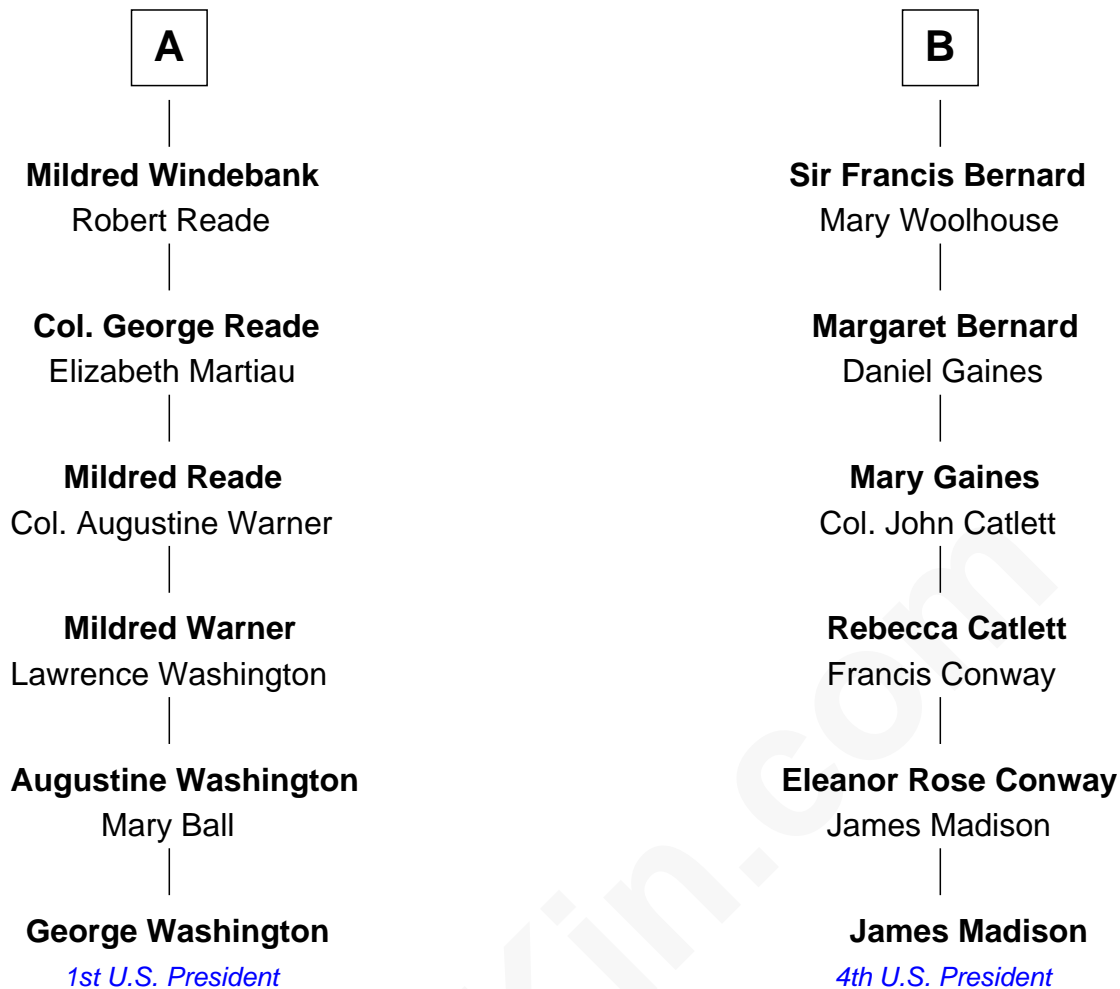 A
Mildred Windebank
Robert Reade
Col. George Reade
Elizabeth Martiau
Mildred Reade
Col. Augustine Warner
Mildred Warner
Lawrence Washington
Augustine Washington
Mary Ball
George Washington
1st U.S. President
B
Sir Francis Bernard
Mary Woolhouse
Margaret Bernard
Daniel Gaines
Mary Gaines
Col. John Catlett
Rebecca Catlett
Francis Conway
Eleanor Rose Conway
James Madison
James Madison
4th U.S. President